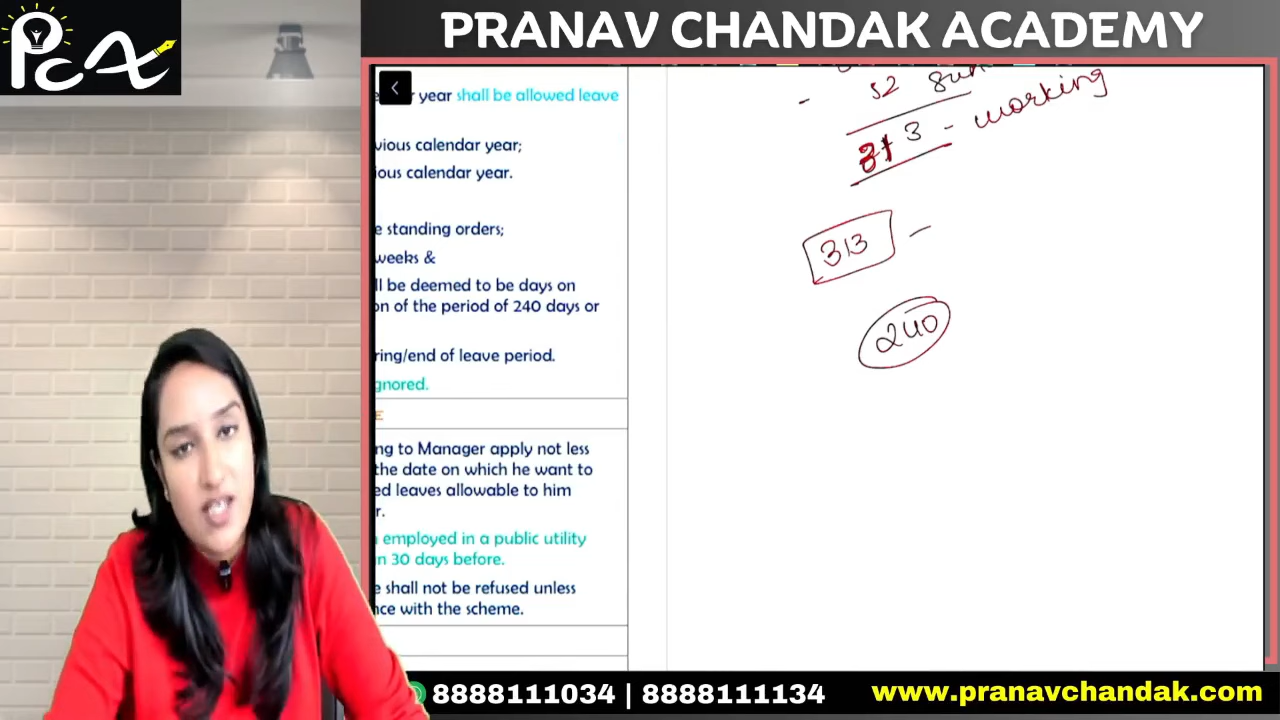 PCA
PRANAV CHANDAK ACADEMY
year shall be allowed leave
vious calendar year;
ious calendar year.
e standing orders;
weeks &
ll be deemed to be days on
on of the period of 240 days or
ring/end of leave period.
gnored.
E
ng to Manager apply not less
the date on which he want to
ed leaves allowable to him
r.
employed in a public utility
n 30 days before.
e shall not be refused unless
nce with the scheme.
- 52 Sun
313 - working
313 -
240
8888111034 | 8888111134
www.pranavchandak.com